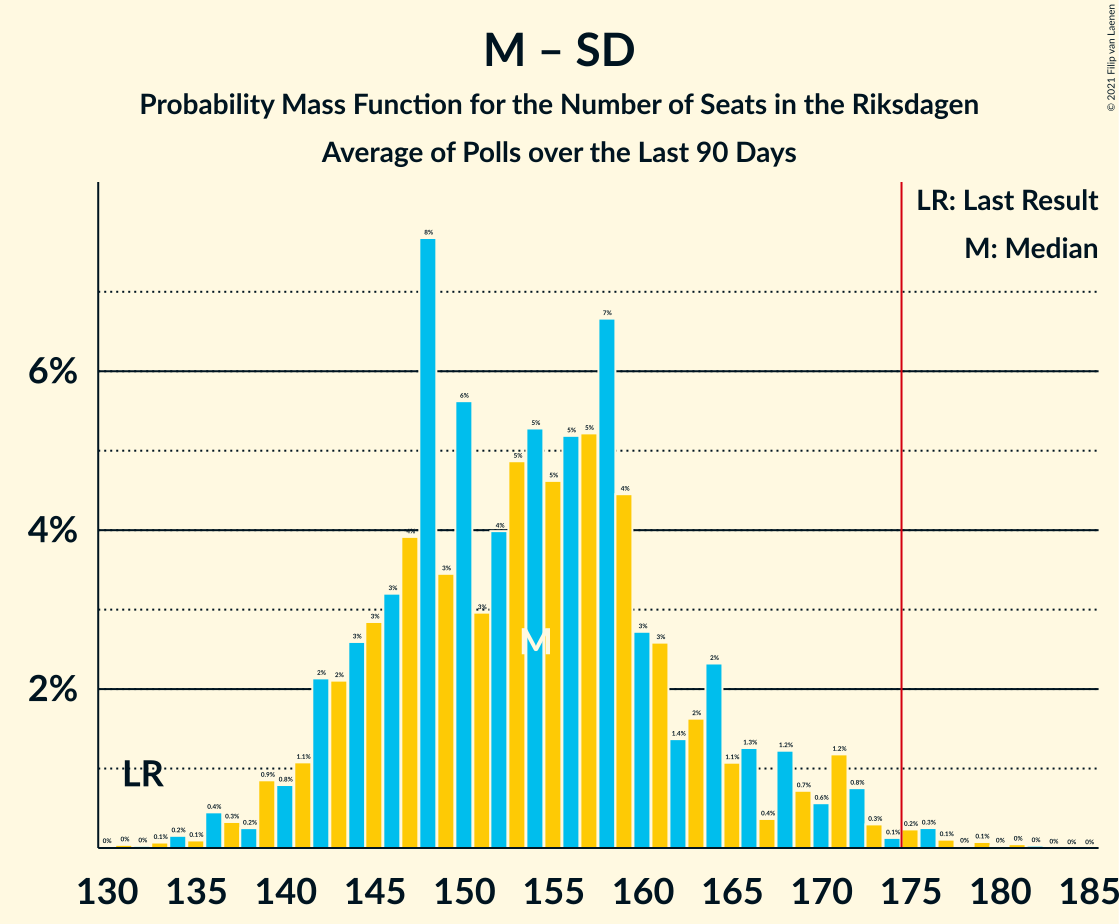 M – SD
Probability Mass Function for the Number of Seats in the Riksdagen
Average of Polls over the Last 90 Days
© 2021 Filip van Laenen
LR: Last Result
M: Median
6%
4%
2%
LR
M
0% 0% 0% 0.1% 0.2% 0.1% 0.4% 0.3% 0.2% 0.9% 0.8% 1.1% 2% 2% 3% 3% 3% 4% 8% 3% 6% 3% 4% 5% 5% 5% 5% 5% 7% 4% 3% 3% 1.4% 2% 2% 1.1% 1.3% 0.4% 1.2% 0.7% 0.6% 1.2% 0.8% 0.3% 0.1% 0.2% 0.3% 0.1% 0% 0.1% 0% 0% 0% 0% 0% 0%
130 135 140 145 150 155 160 165 170 175 180 185